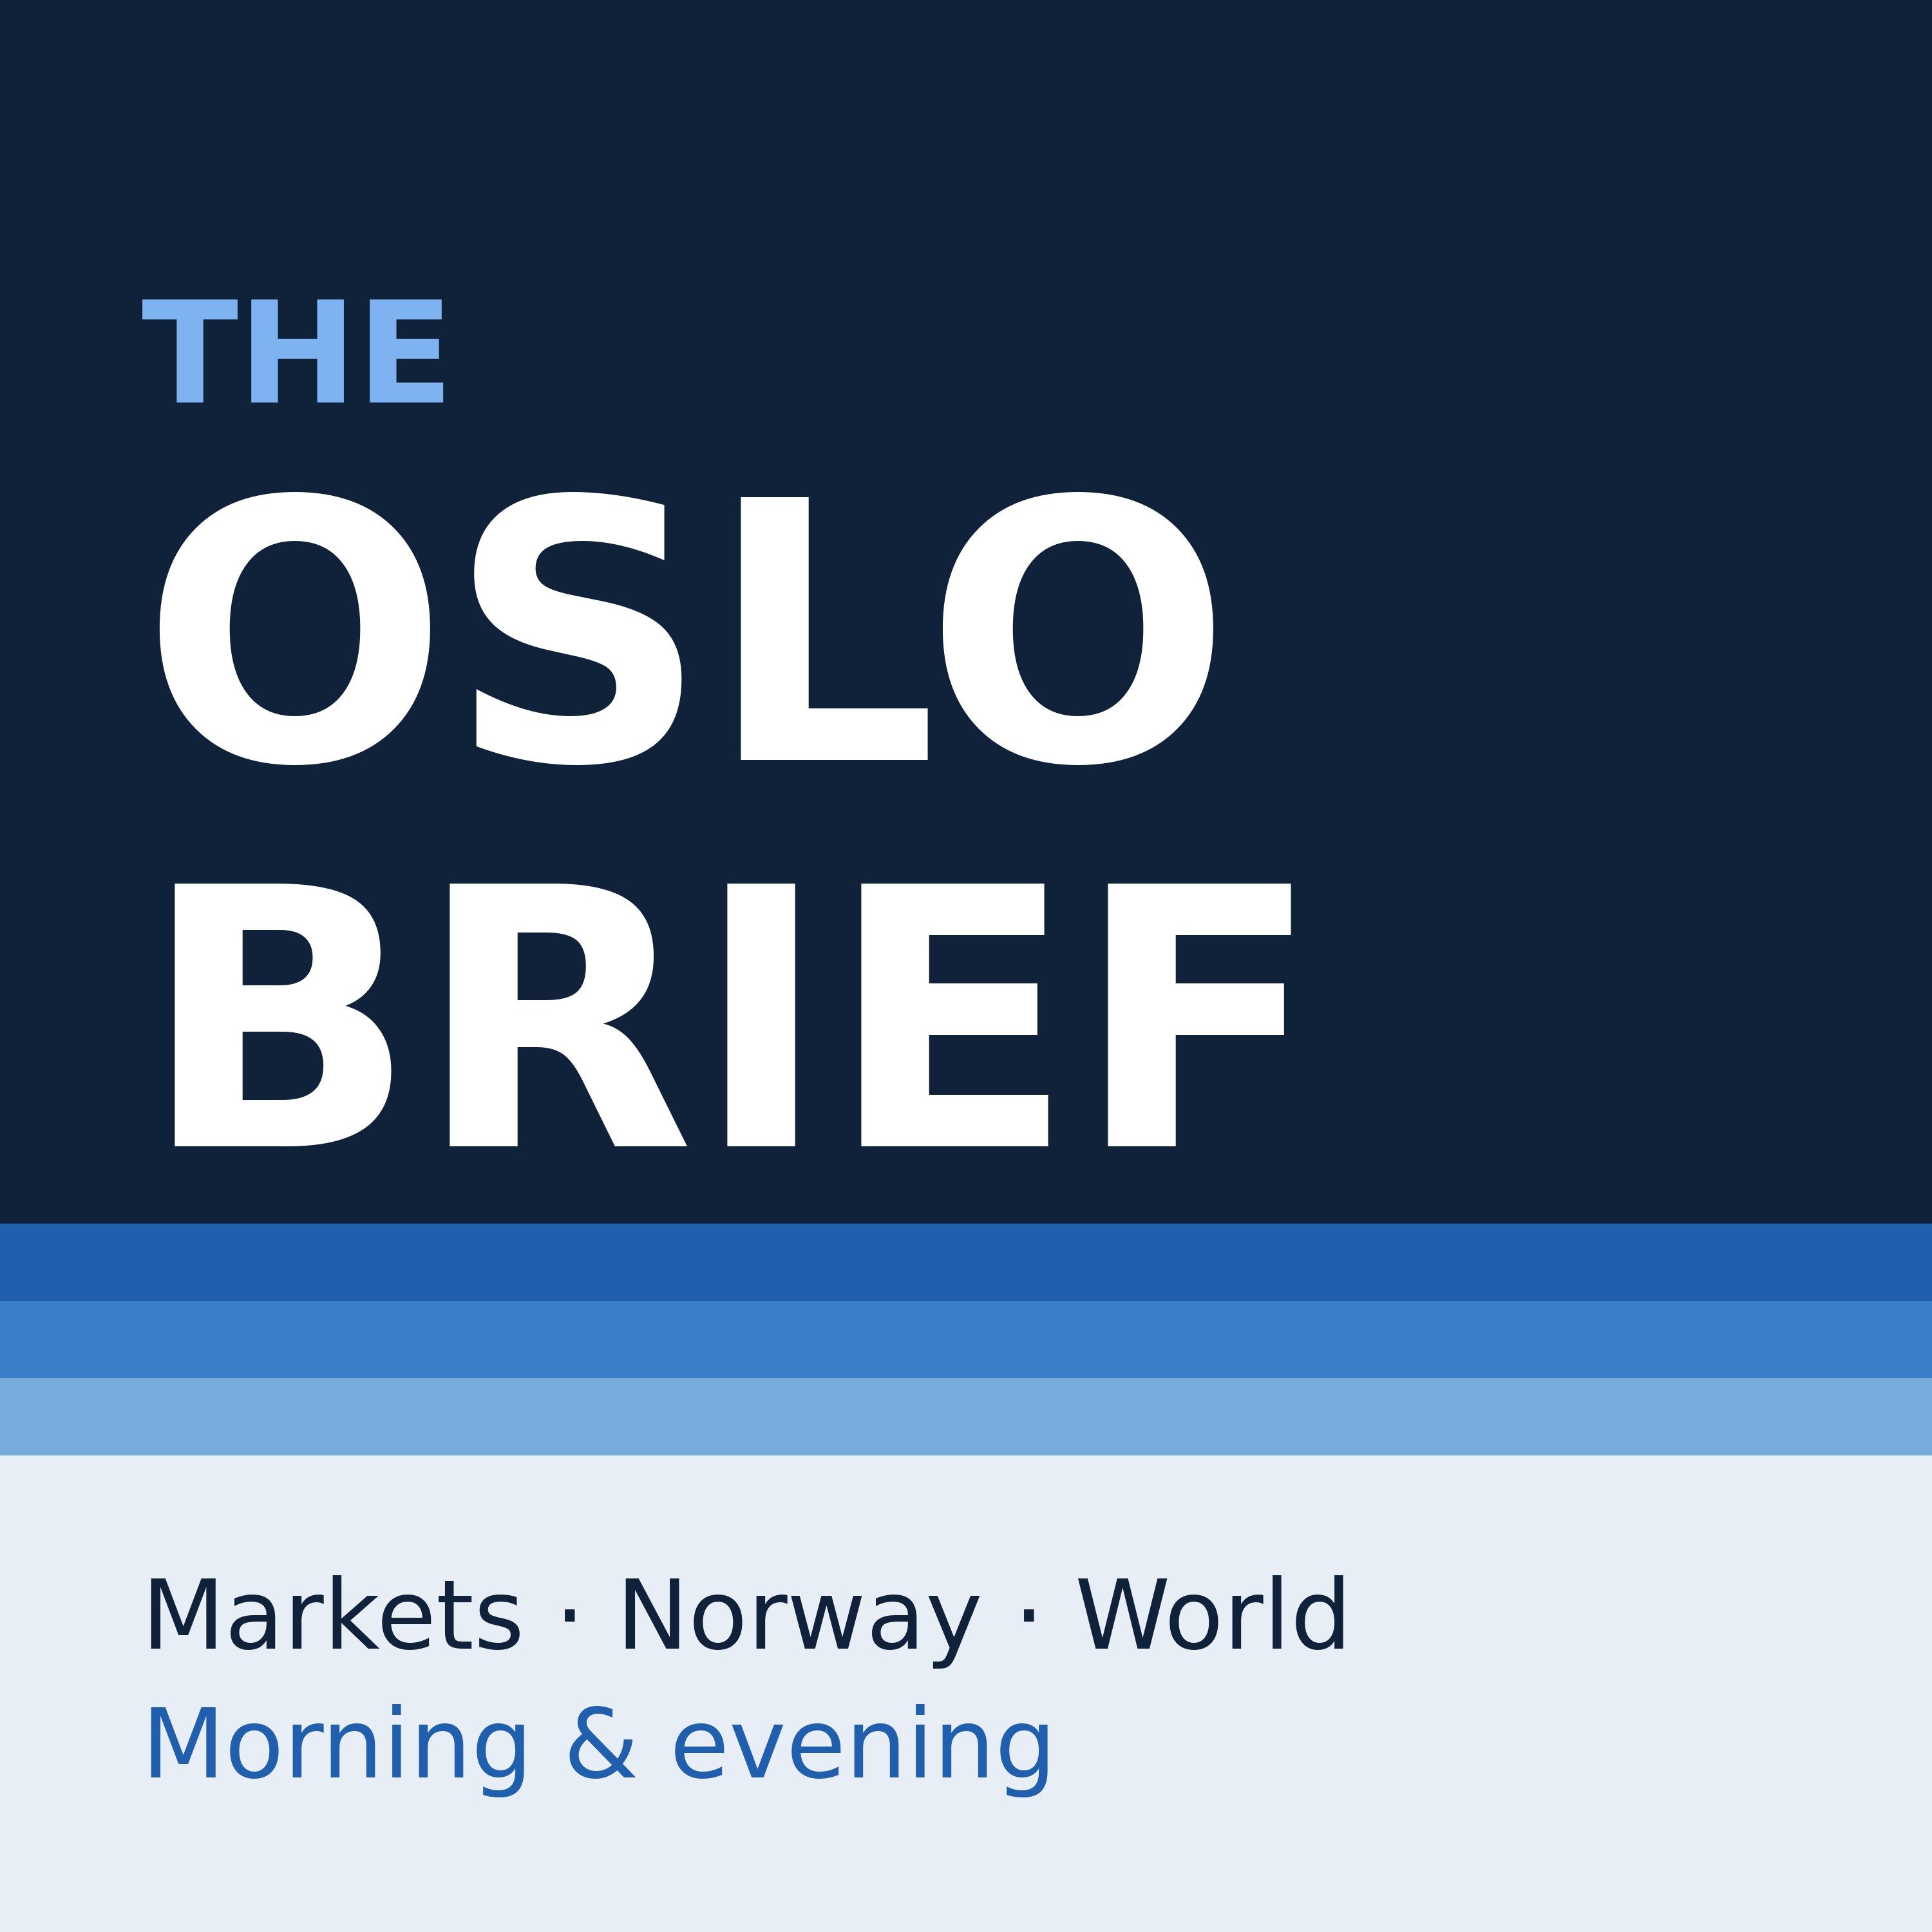 THE
OSLO
BRIEF
Markets · Norway · World
Morning & evening